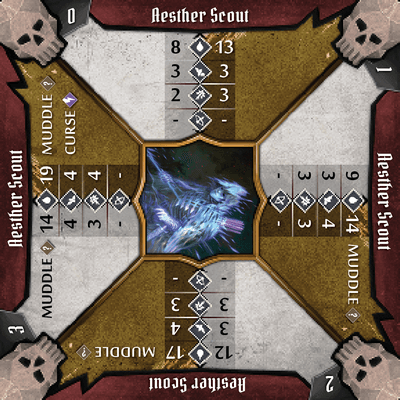 0
Aesther Scout
8 13
3 3
2 3
- -
1
Aesther Scout
9 14 MUDDLE
3 4
3 3
- -
2
Aesther Scout
12 17 MUDDLE
3 4
3 3
- -
3
Aesther Scout
MUDDLE 14 19 MUDDLE
CURSE
4 4
3 4
- -